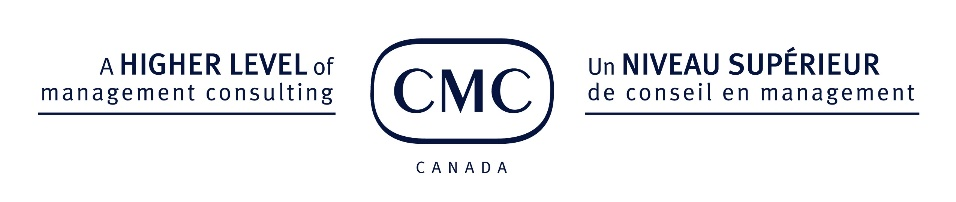 A HIGHER LEVEL of
management consulting
CMC
CANADA
Un NIVEAU SUPÉRIEUR
de conseil en management